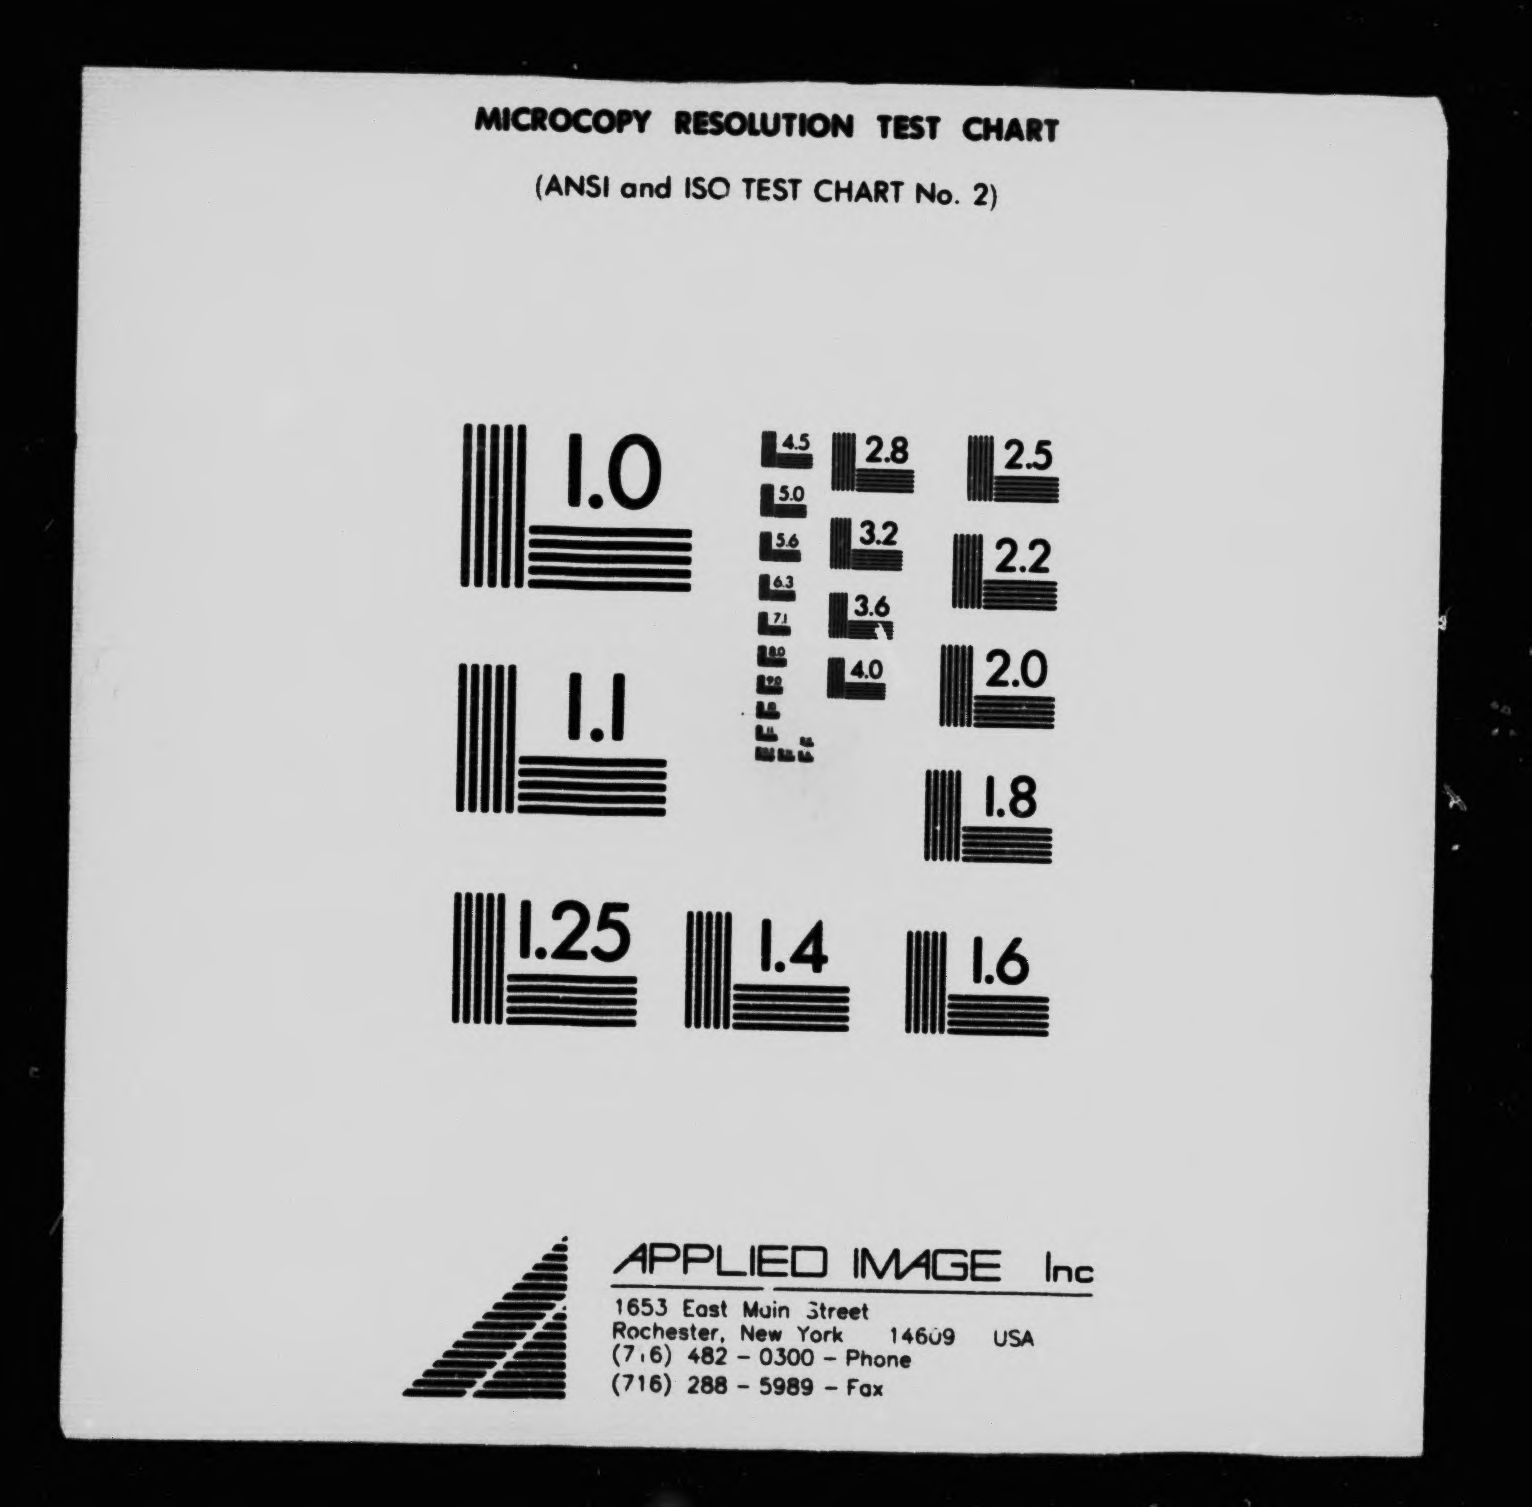 MICROCOPY RESOLUTION TEST CHART
(ANSI and ISO TEST CHART No. 2)
1.0
1.1
1.25
1.4
1.6
1.8
2.0
2.2
2.5
2.8
3.2
3.6
4.0
4.5
5.0
5.6
6.3
7.1
8.0
9.0
APPLIED IMAGE Inc
1653 East Main Street
Rochester, New York 14609 USA
(716) 482 - 0300 - Phone
(716) 288 - 5989 - Fax